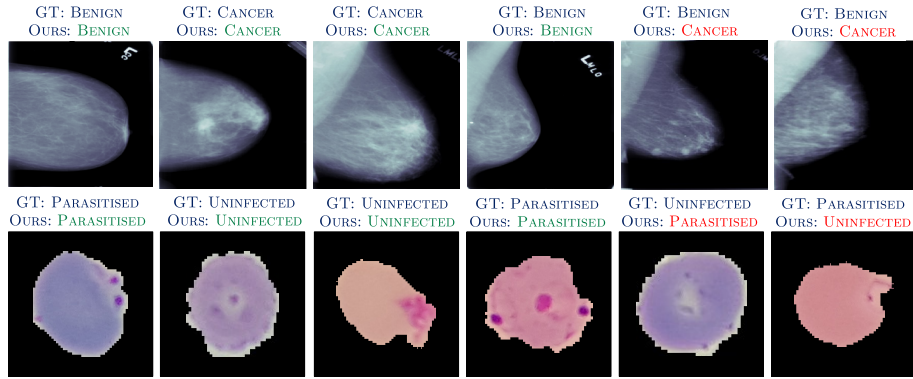 GT: BENIGN
OURS: BENIGN
GT: CANCER
OURS: CANCER
GT: CANCER
OURS: CANCER
GT: BENIGN
OURS: BENIGN
GT: BENIGN
OURS: CANCER
GT: BENIGN
OURS: CANCER
LMLO
GT: PARASITISED
OURS: PARASITISED
GT: UNINFECTED
OURS: UNINFECTED
GT: UNINFECTED
OURS: UNINFECTED
GT: PARASITISED
OURS: PARASITISED
GT: UNINFECTED
OURS: PARASITISED
GT: PARASITISED
OURS: UNINFECTED